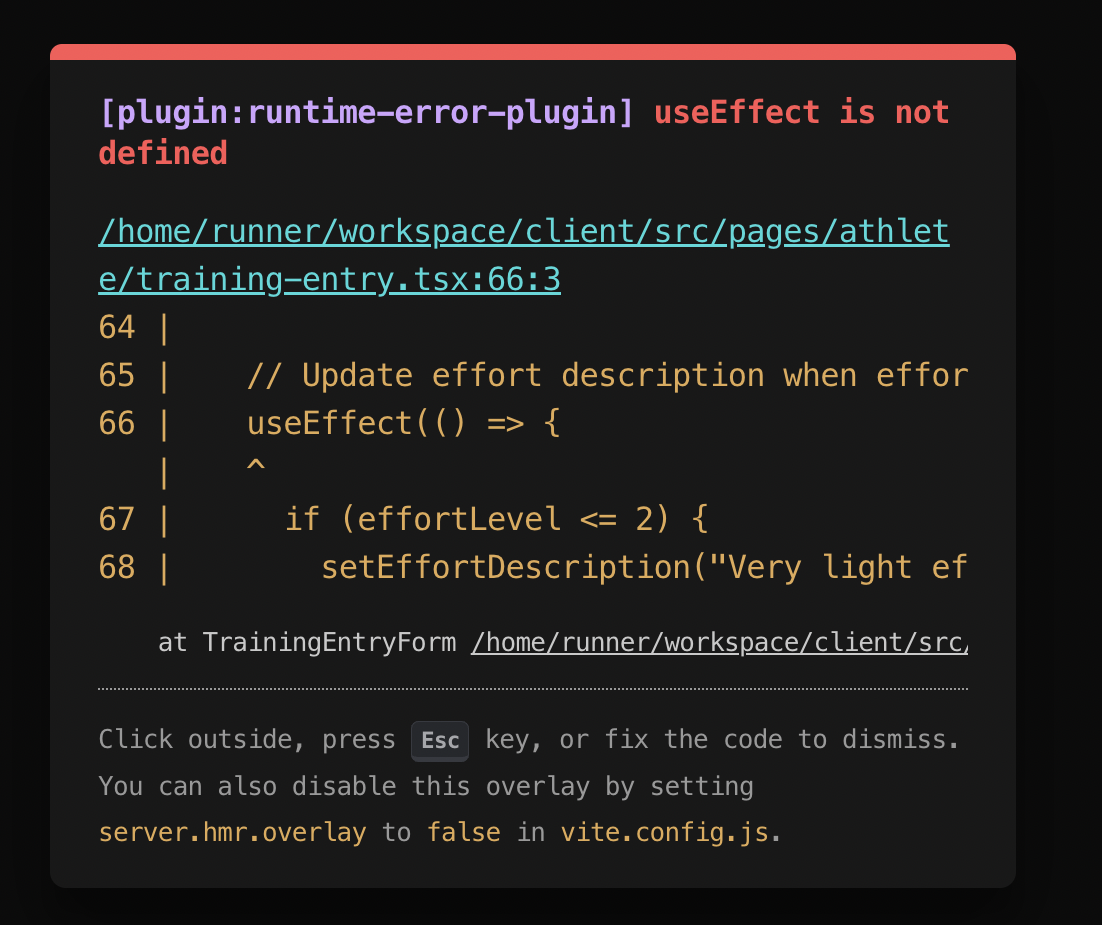 [plugin:runtime-error-plugin] useEffect is not
defined
/home/runner/workspace/client/src/pages/athlet
e/training-entry.tsx:66:3
64 |
65 |    // Update effort description when effor
66 |    useEffect(() => {
   |    ^
67 |      if (effortLevel <= 2) {
68 |        setEffortDescription("Very light ef
at TrainingEntryForm /home/runner/workspace/client/src/
Click outside, press Esc key, or fix the code to dismiss.
You can also disable this overlay by setting
server.hmr.overlay to false in vite.config.js.